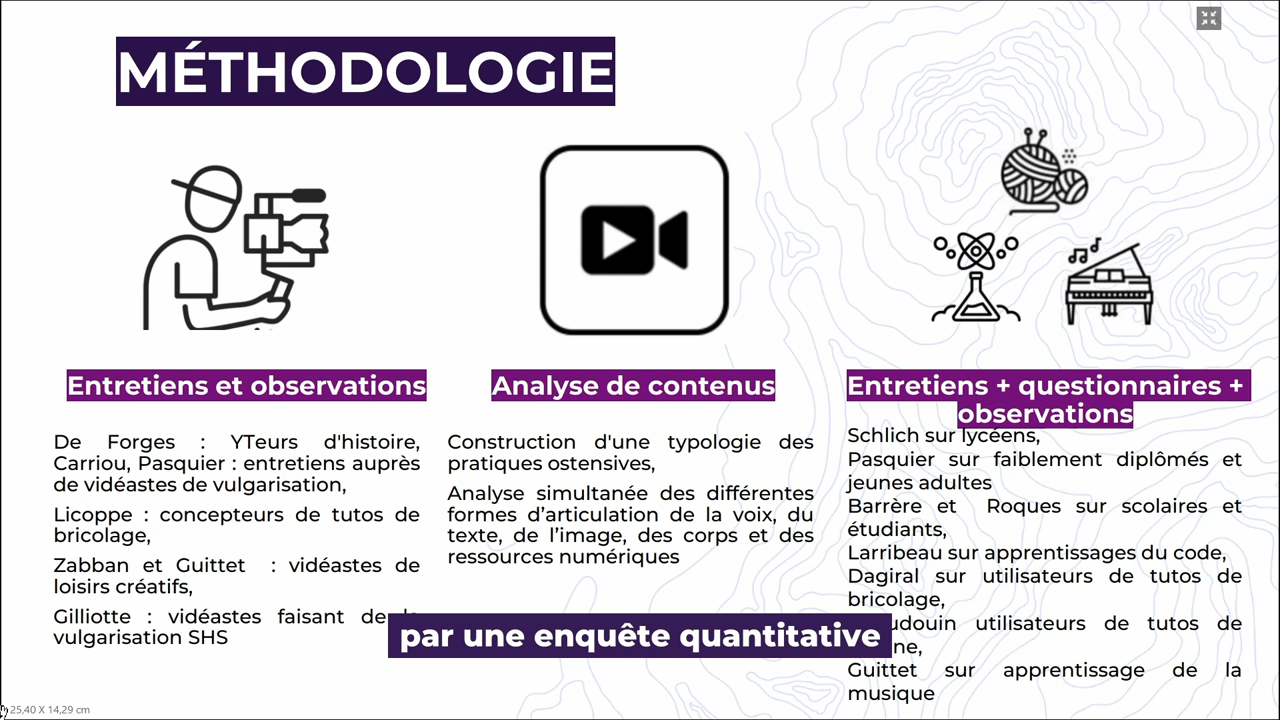 MÉTHODOLOGIE
Entretiens et observations
De Forges : YTeurs d'histoire,
Carriou, Pasquier : entretiens auprès
de vidéastes de vulgarisation,
Licoppe : concepteurs de tutos de
bricolage,
Zabban et Guittet : vidéastes de
loisirs créatifs,
Gilliotte : vidéastes faisant de
vulgarisation SHS
Analyse de contenus
Construction d'une typologie des
pratiques ostensives,
Analyse simultanée des différentes
formes d’articulation de la voix, du
texte, de l’image, des corps et des
ressources numériques
Entretiens + questionnaires +
observations
Schlich sur lycéens,
Pasquier sur faiblement diplômés et
jeunes adultes
Barrère et Roques sur scolaires et
étudiants,
Larribeau sur apprentissages du code,
Dagiral sur utilisateurs de tutos de
bricolage,
utilisateurs de tutos de
Guittet sur apprentissage de la
musique
par une enquête quantitative
25,40 X 14,29 cm